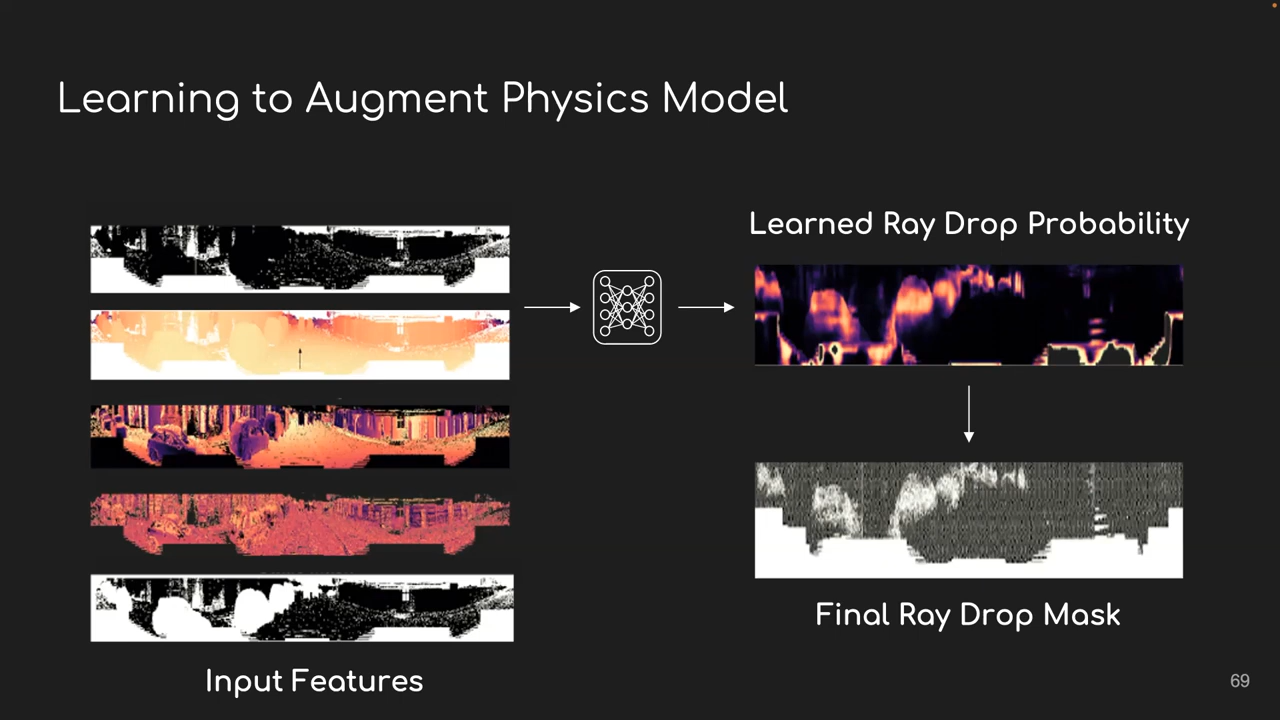 Learning to Augment Physics Model
Learned Ray Drop Probability
Final Ray Drop Mask
Input Features
69